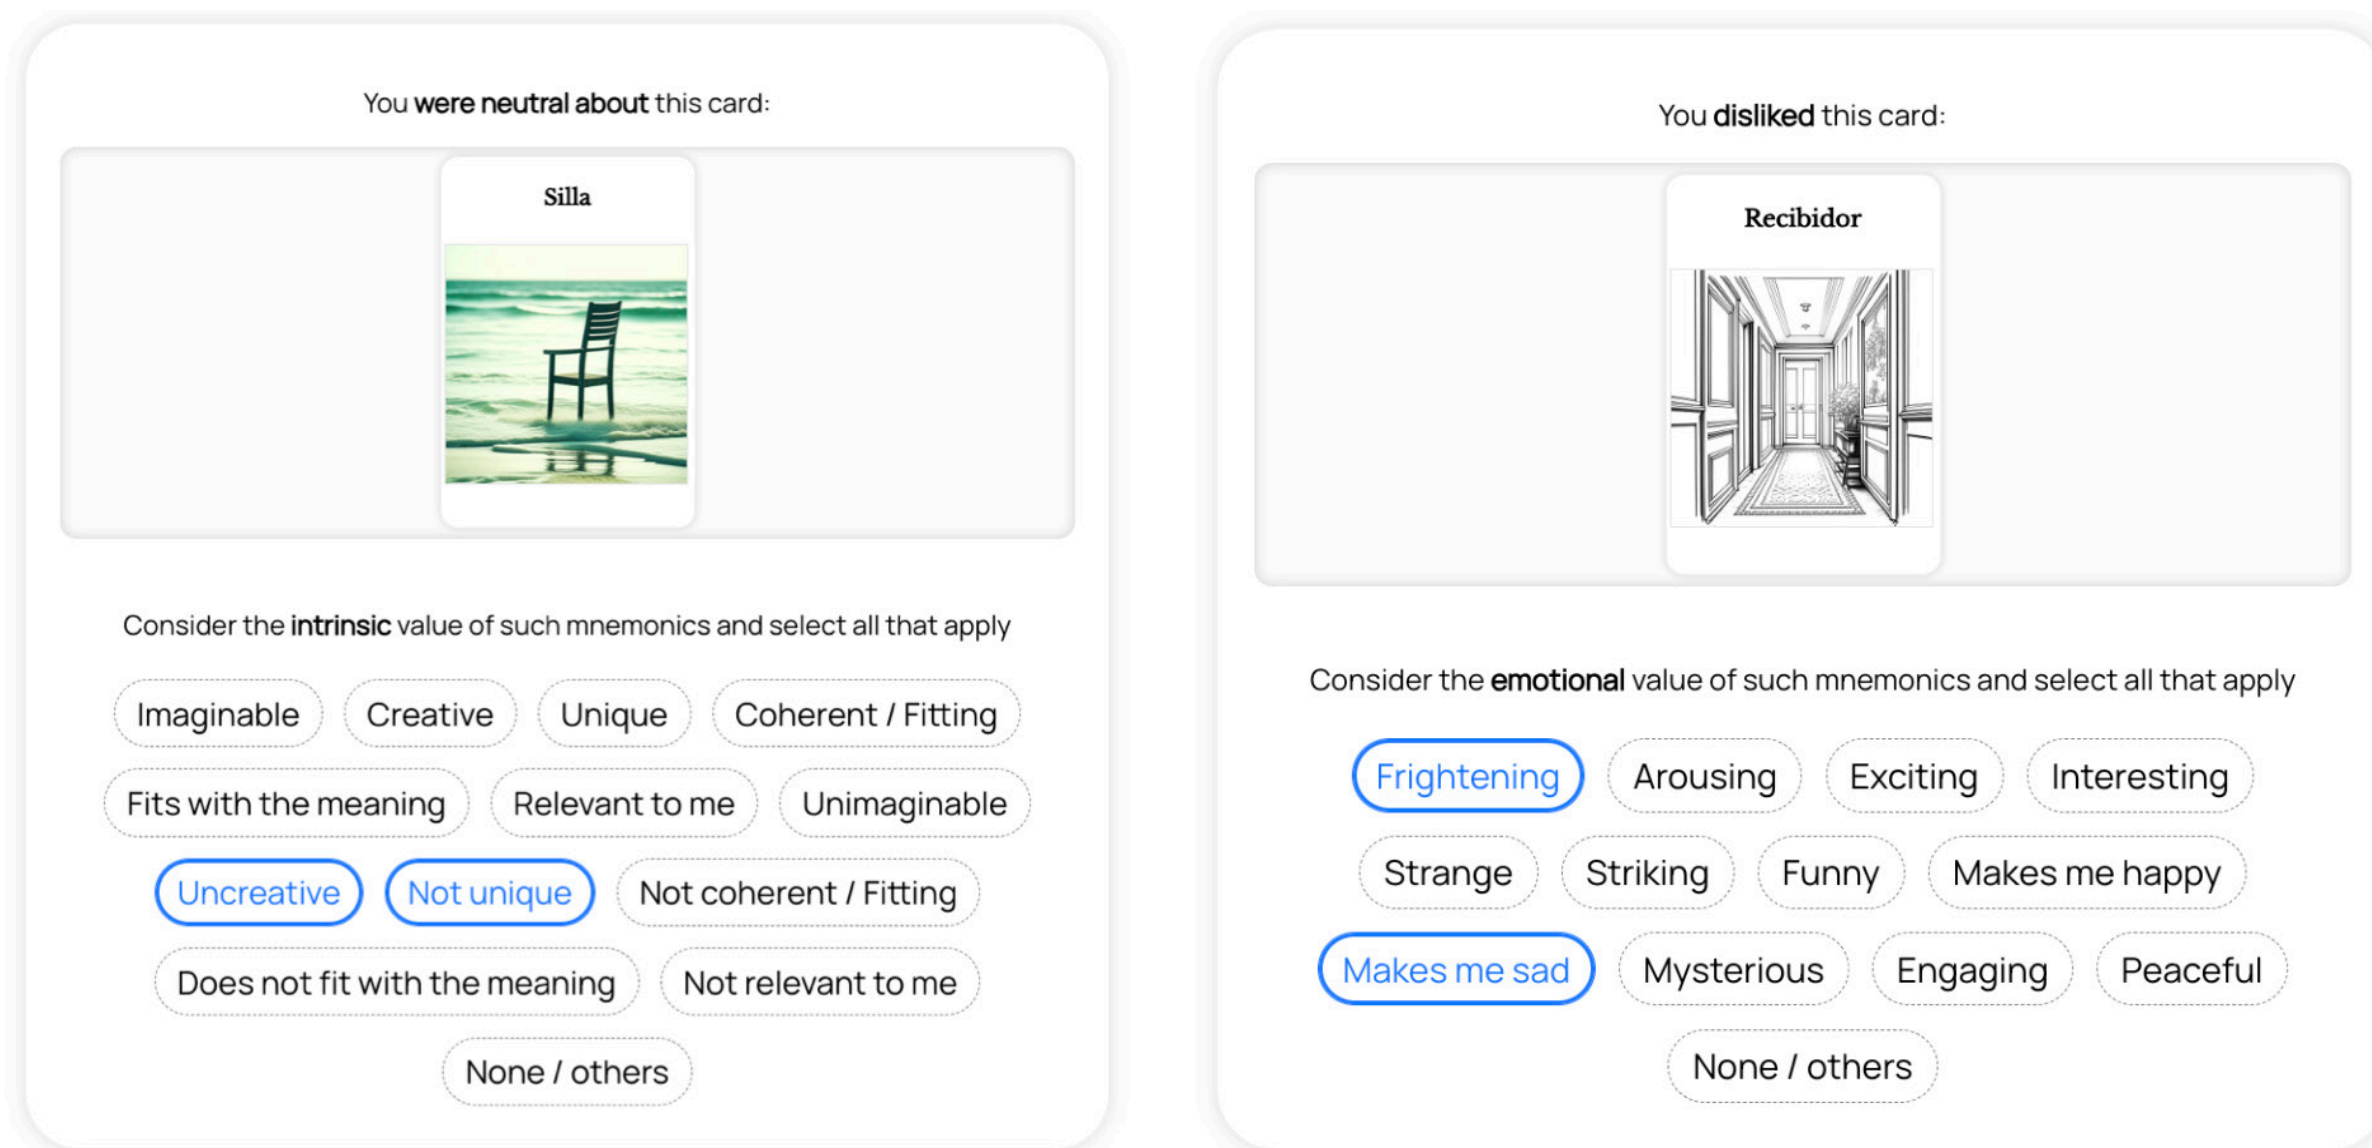 You were neutral about this card:
Silla
Consider the intrinsic value of such mnemonics and select all that apply
Imaginable
Creative
Unique
Coherent / Fitting
Fits with the meaning
Relevant to me
Unimaginable
Uncreative
Not unique
Not coherent / Fitting
Does not fit with the meaning
Not relevant to me
None / others
You disliked this card:
Recibidor
Consider the emotional value of such mnemonics and select all that apply
Frightening
Arousing
Exciting
Interesting
Strange
Striking
Funny
Makes me happy
Makes me sad
Mysterious
Engaging
Peaceful
None / others